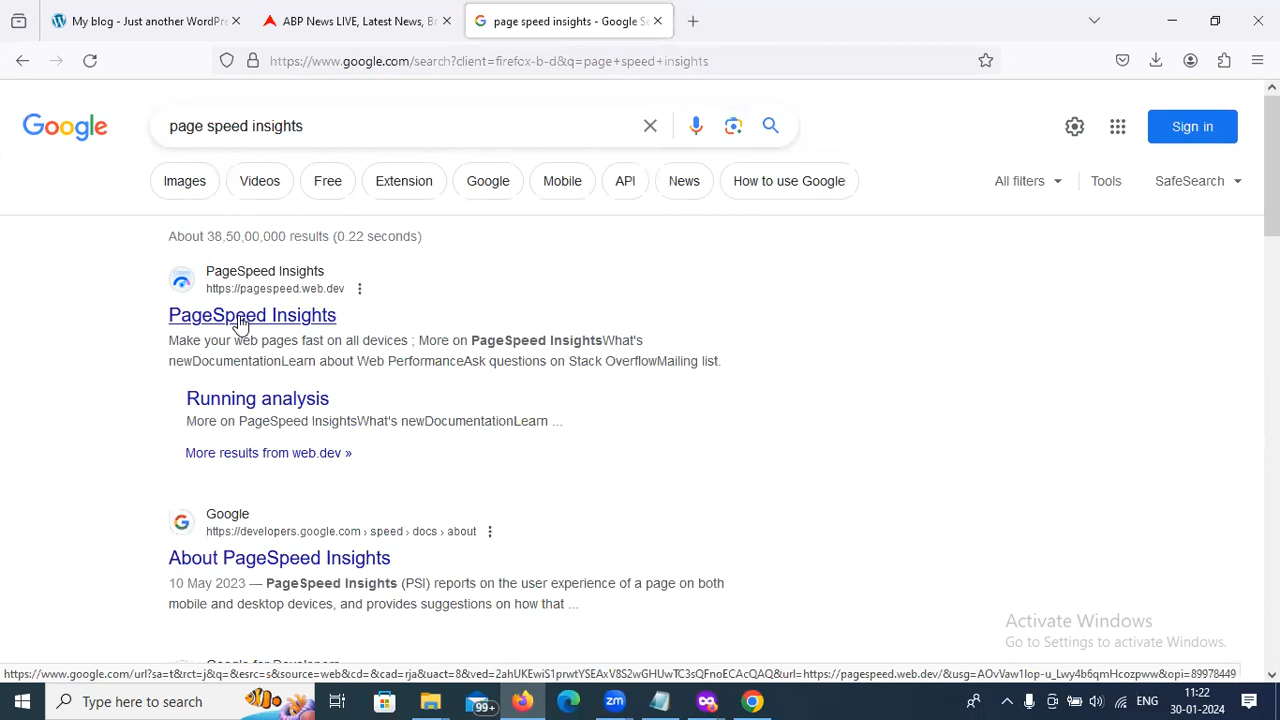 My blog - Just another WordPre
ABP News LIVE, Latest News, Br
page speed insights - Google Se
https://www.google.com/search?client=firefox-b-d&q=page+speed+insights
Google
page speed insights
Sign in
Images
Videos
Free
Extension
Google
Mobile
API
News
How to use Google
All filters
Tools
SafeSearch
About 38,50,00,000 results (0.22 seconds)
PageSpeed Insights
https://pagespeed.web.dev
PageSpeed Insights
Make your web pages fast on all devices ; More on PageSpeed InsightsWhat's
newDocumentationLearn about Web PerformanceAsk questions on Stack OverflowMailing list.
Running analysis
More on PageSpeed InsightsWhat's newDocumentationLearn ...
More results from web.dev »
Google
https://developers.google.com › speed › docs › about
About PageSpeed Insights
10 May 2023 — PageSpeed Insights (PSI) reports on the user experience of a page on both
mobile and desktop devices, and provides suggestions on how that ...
Activate Windows
Go to Settings to activate Windows.
Type here to search
99+
zm
ENG
11:22
30-01-2024